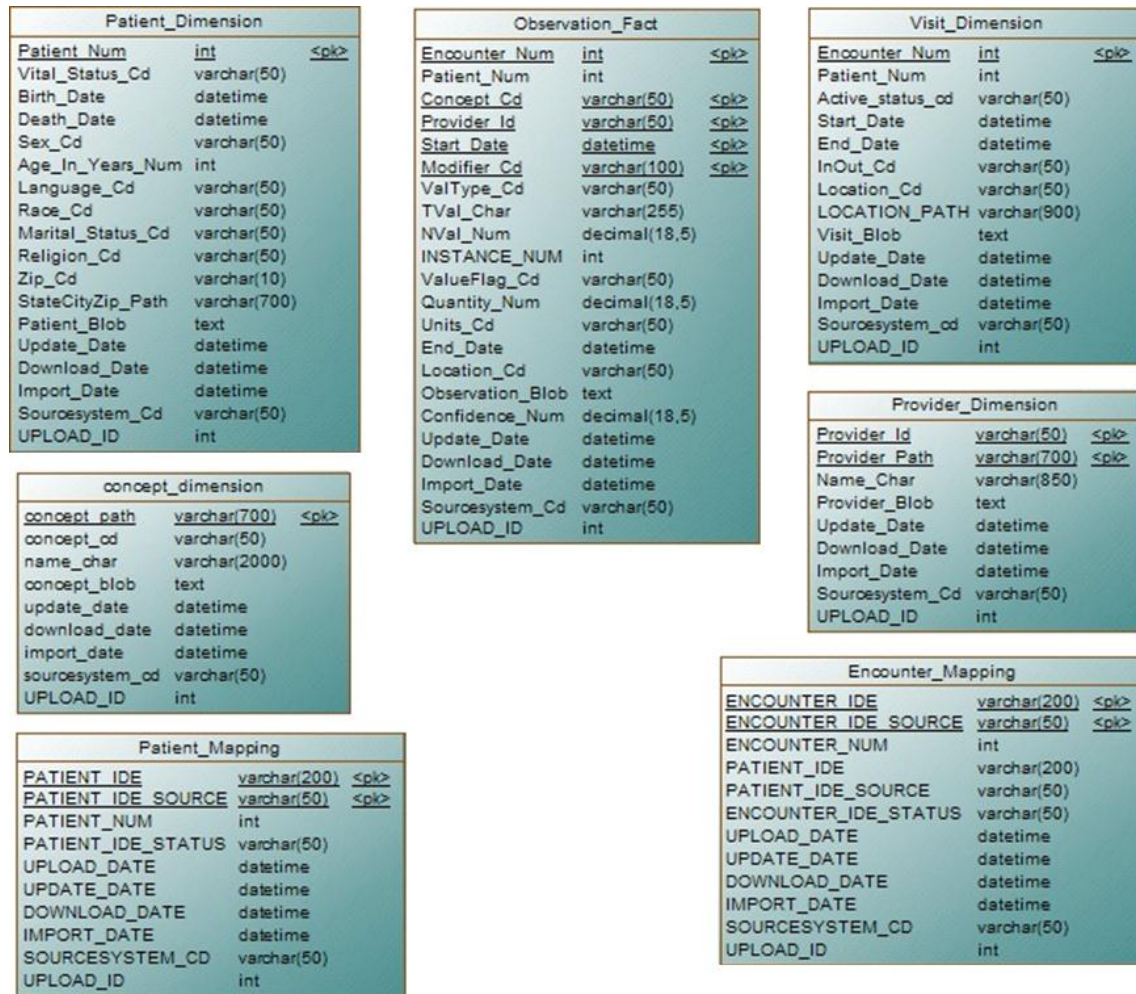 Patient_Dimension
Patient_Num int <pk>
Vital_Status_Cd varchar(50)
Birth_Date datetime
Death_Date datetime
Sex_Cd varchar(50)
Age_In_Years_Num int
Language_Cd varchar(50)
Race_Cd varchar(50)
Marital_Status_Cd varchar(50)
Religion_Cd varchar(50)
Zip_Cd varchar(10)
StateCityZip_Path varchar(700)
Patient_Blob text
Update_Date datetime
Download_Date datetime
Import_Date datetime
Sourcesystem_Cd varchar(50)
UPLOAD_ID int
Observation_Fact
Encounter_Num int <pk>
Patient_Num int
Concept_Cd varchar(50) <pk>
Provider_Id varchar(50) <pk>
Start_Date datetime <pk>
Modifier_Cd varchar(100) <pk>
ValType_Cd varchar(50)
TVal_Char varchar(255)
NVal_Num decimal(18,5)
INSTANCE_NUM int
ValueFlag_Cd varchar(50)
Quantity_Num decimal(18,5)
Units_Cd varchar(50)
End_Date datetime
Location_Cd varchar(50)
Observation_Blob text
Confidence_Num decimal(18,5)
Update_Date datetime
Download_Date datetime
Import_Date datetime
Sourcesystem_Cd varchar(50)
UPLOAD_ID int
Visit_Dimension
Encounter_Num int <pk>
Patient_Num int
Active_status_cd varchar(50)
Start_Date datetime
End_Date datetime
InOut_Cd varchar(50)
Location_Cd varchar(50)
LOCATION_PATH varchar(900)
Visit_Blob text
Update_Date datetime
Download_Date datetime
Import_Date datetime
Sourcesystem_cd varchar(50)
UPLOAD_ID int
Provider_Dimension
Provider_Id varchar(50) <pk>
Provider_Path varchar(700) <pk>
Name_Char varchar(850)
Provider_Blob text
Update_Date datetime
Download_Date datetime
Import_Date datetime
Sourcesystem_Cd varchar(50)
UPLOAD_ID int
concept_dimension
concept_path varchar(700) <pk>
concept_cd varchar(50)
name_char varchar(2000)
concept_blob text
update_date datetime
download_date datetime
import_date datetime
sourcesystem_cd varchar(50)
UPLOAD_ID int
Patient_Mapping
PATIENT_IDE varchar(200) <pk>
PATIENT_IDE_SOURCE varchar(50) <pk>
PATIENT_NUM int
PATIENT_IDE_STATUS varchar(50)
UPLOAD_DATE datetime
UPDATE_DATE datetime
DOWNLOAD_DATE datetime
IMPORT_DATE datetime
SOURCESYSTEM_CD varchar(50)
UPLOAD_ID int
Encounter_Mapping
ENCOUNTER_IDE varchar(200) <pk>
ENCOUNTER_IDE_SOURCE varchar(50) <pk>
ENCOUNTER_NUM int
PATIENT_IDE varchar(200)
PATIENT_IDE_SOURCE varchar(50)
ENCOUNTER_IDE_STATUS varchar(50)
UPLOAD_DATE datetime
UPDATE_DATE datetime
DOWNLOAD_DATE datetime
IMPORT_DATE datetime
SOURCESYSTEM_CD varchar(50)
UPLOAD_ID int